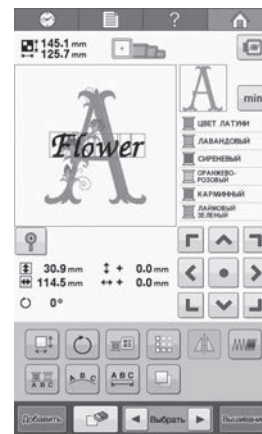 ?
145.1 mm
125.7 mm
A
min
ЦВЕТ ЛАТУНИ
ЛАВАНДОВЫЙ
СИРЕНЕВЫЙ
ОРАНЖЕВО-
РОЗОВЫЙ
КАРМИННЫЙ
ЛАЙМОВЫЙ
ЗЕЛЕНЫЙ
A
Flower
30.9 mm + 0.0 mm
114.5 mm + 0.0 mm
0°
A B C
A B C
A B C
Добавить
Выбрать
Вышивание